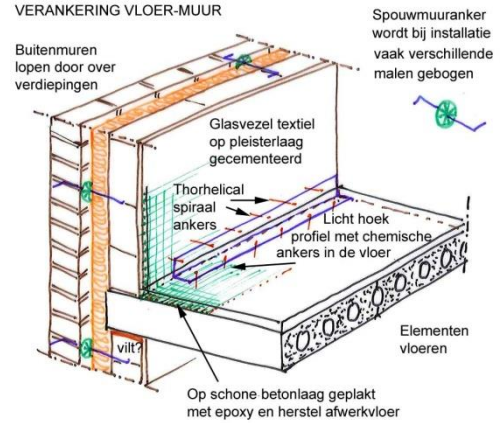 VERANKERING VLOER-MUUR
Buitenmuren
lopen door over
verdiepingen
Spouwmuuranker
wordt bij installatie
vaak verschillende
malen gebogen
Glasvezel textiel
op pleisterlaag
gecementeerd
Thorhelical
spiraal
ankers
Licht hoek
profiel met chemische
ankers in de vloer
Elementen
vloeren
vilt?
Op schone betonlaag geplakt
met epoxy en herstel afwerkvloer